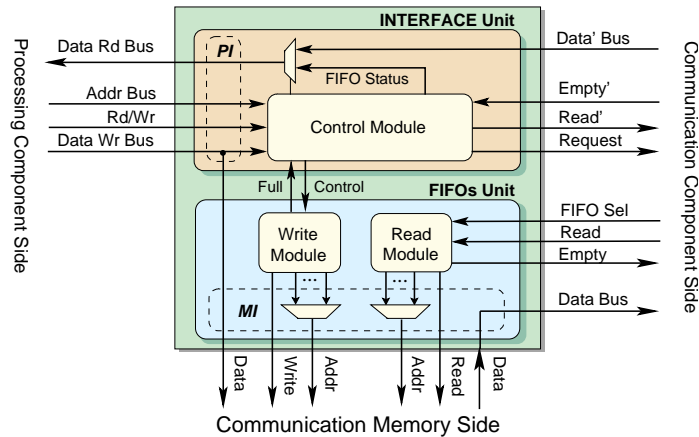 INTERFACE Unit
Data Rd Bus
PI
Data' Bus
FIFO Status
Addr Bus
Empty'
Rd/Wr
Control Module
Read'
Data Wr Bus
Request
Full
Control
FIFOs Unit
FIFO Sel
Write
Module
Read
Module
Read
Empty
...
...
MI
Data Bus
Data
Write
Addr
Addr
Read
Data
Processing Component Side
Communication Component Side
Communication Memory Side